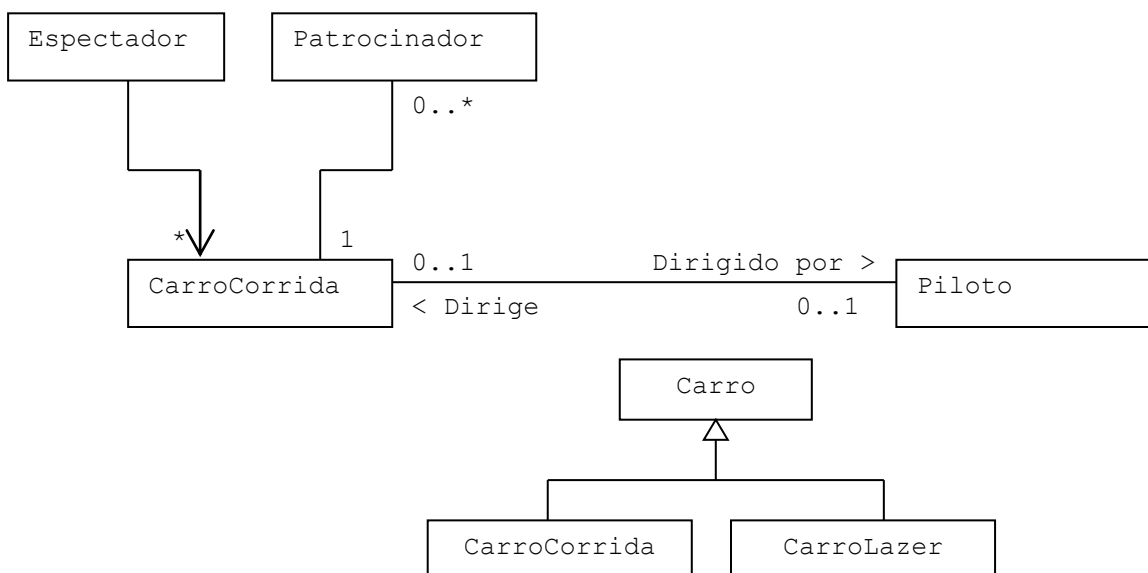 Espectador
Patrocinador
0..*
* 1
0..1 Dirigido por >
CarroCorrida
Piloto
< Dirige 0..1
Carro
CarroCorrida
CarroLazer